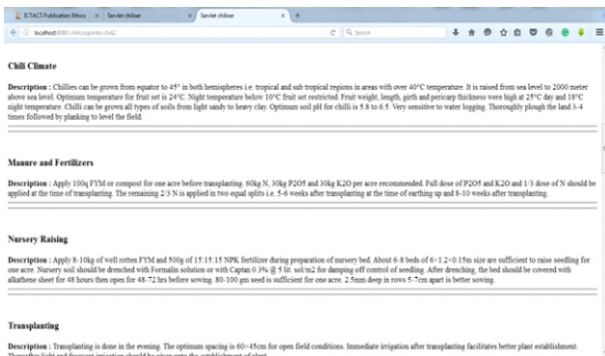 ICTACT Publication Ethics
Servlet chiliser
Servlet chiliser
Search
Chili Climate
Description : Chillies can be grown from equator to 45° in both hemispheres i.e. tropical and sub tropical regions in areas with over 40°C temperature. It is raised from sea level to 2000 meter
above sea level. Optimum temperature for fruit set is 24°C. Night temperature below 10°C fruit set restricted. Fruit weight, length, girth and pericarp thickness were high at 25°C day and 18°C
night temperature. Chilli can be grown all types of soils from light sandy to heavy clay. Optimum soil pH for chilli is 5.8 to 6.5. Very sensitive to water logging. Thoroughly plough the land 3-4
times followed by planking to level the field.
Manure and Fertilizers
Description : Apply 100q FYM or compost for one acre before transplanting. 60kg N, 30kg P2O5 and 30kg K2O per acre recommended. Full dose of P2O5 and K2O and 1/3 dose of N should be
applied at the time of transplanting. The remaining 2/3 N is applied in two equal splits i.e. 5-6 weeks after transplanting at the time of earthing up and 8-10 weeks after transplanting.
Nursery Raising
Description : Apply 8-10kg of well rotten FYM and 500g of 15:15:15 NPK fertilizer during preparation of nursery bed. About 6-8 beds of 6×1.2×0.15m size are sufficient to raise seedling for
one acre. Nursery soil should be drenched with Formalin solution or with Captan 0.3% @ 5 lit. sol/m2 for damping off control of seedling. After drenching, the bed should be covered with
alkathene sheet for 48 hours then open for 48-72 hrs before sowing. 80-100 gm seed is sufficient for one acre. 2.5mm deep in rows 5-7cm apart is better sowing.
Transplanting
Description : Transplanting is done in the evening. The optimum spacing is 60×45cm for open field conditions. Immediate irrigation after transplanting facilitates better plant establishment.